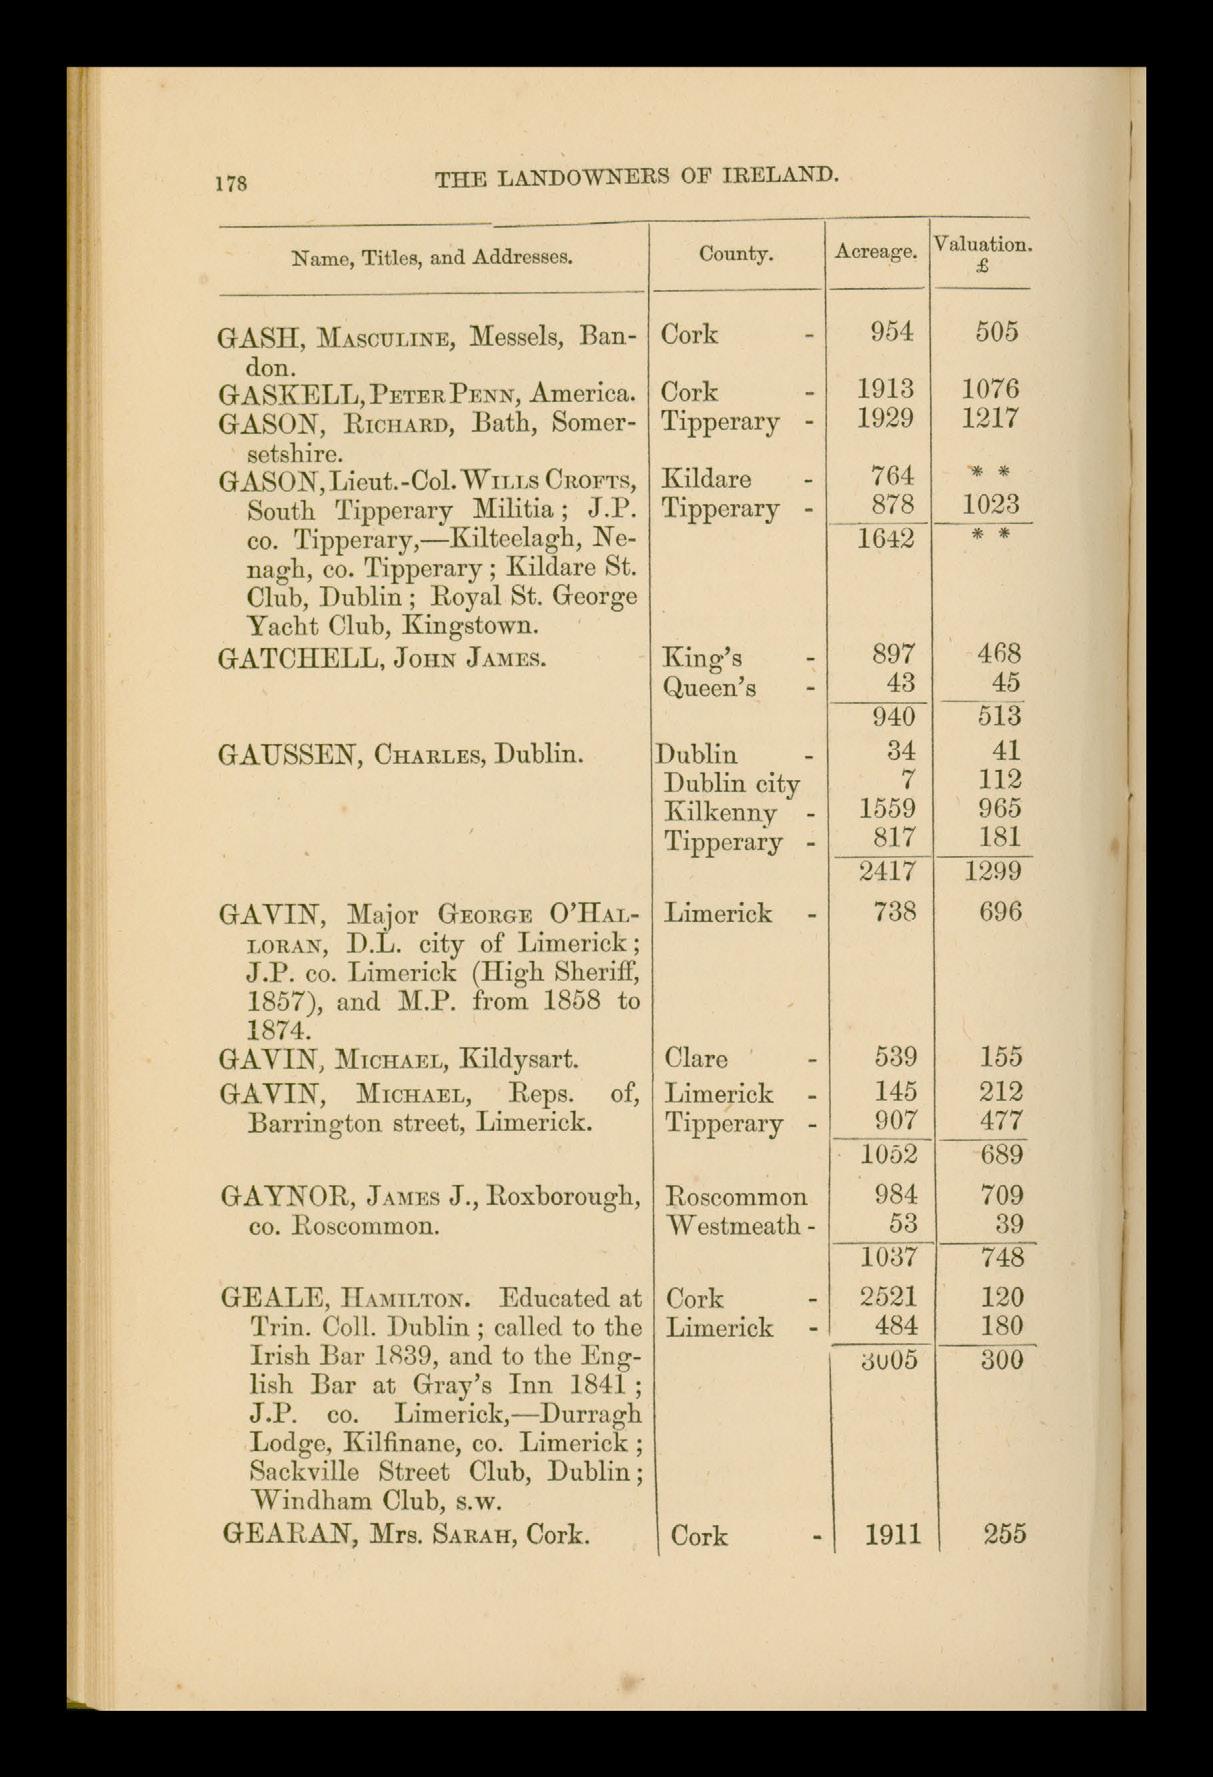 178 THE LANDOWNERS OF IRELAND.
Name, Titles, and Addresses. County. Acreage. Valuation.
£
GASH, MASCULINE, Messels, Ban- Cork - 954 505
don.
GASKELL, PETER PENN, America. Cork - 1913 1076
GASON, RICHARD, Bath, Somer- Tipperary - 1929 1217
setshire.
GASON, Lieut.-Col. WILLS CROFTS, Kildare - 764 * *
South Tipperary Militia; J.P. Tipperary - 878 1023
co. Tipperary,—Kilteelagh, Ne- 1642 * *
nagh, co. Tipperary; Kildare St.
Club, Dublin; Royal St. George
Yacht Club, Kingstown.
GATCHELL, JOHN JAMES. King's - 897 468
Queen's - 43 45
940 513
GAUSSEN, CHARLES, Dublin. Dublin - 34 41
Dublin city 7 112
Kilkenny - 1559 965
Tipperary - 817 181
2417 1299
GAVIN, Major GEORGE O'HAL- Limerick - 738 696
LORAN, D.L. city of Limerick;
J.P. co. Limerick (High Sheriff,
1857), and M.P. from 1858 to
1874.
GAVIN, MICHAEL, Kildysart. Clare - 539 155
GAVIN, MICHAEL, Reps. of, Limerick - 145 212
Barrington street, Limerick. Tipperary - 907 477
1052 689
GAYNOR, JAMES J., Roxborough, Roscommon 984 709
co. Roscommon. Westmeath - 53 39
1037 748
GEALE, HAMILTON. Educated at Cork - 2521 120
Trin. Coll. Dublin; called to the Limerick - 484 180
Irish Bar 1839, and to the Eng- 3005 300
lish Bar at Gray's Inn 1841;
J.P. co. Limerick,—Durragh
Lodge, Kilfinane, co. Limerick;
Sackville Street Club, Dublin;
Windham Club, s.w.
GEARAN, Mrs. SARAH, Cork. Cork - 1911 255